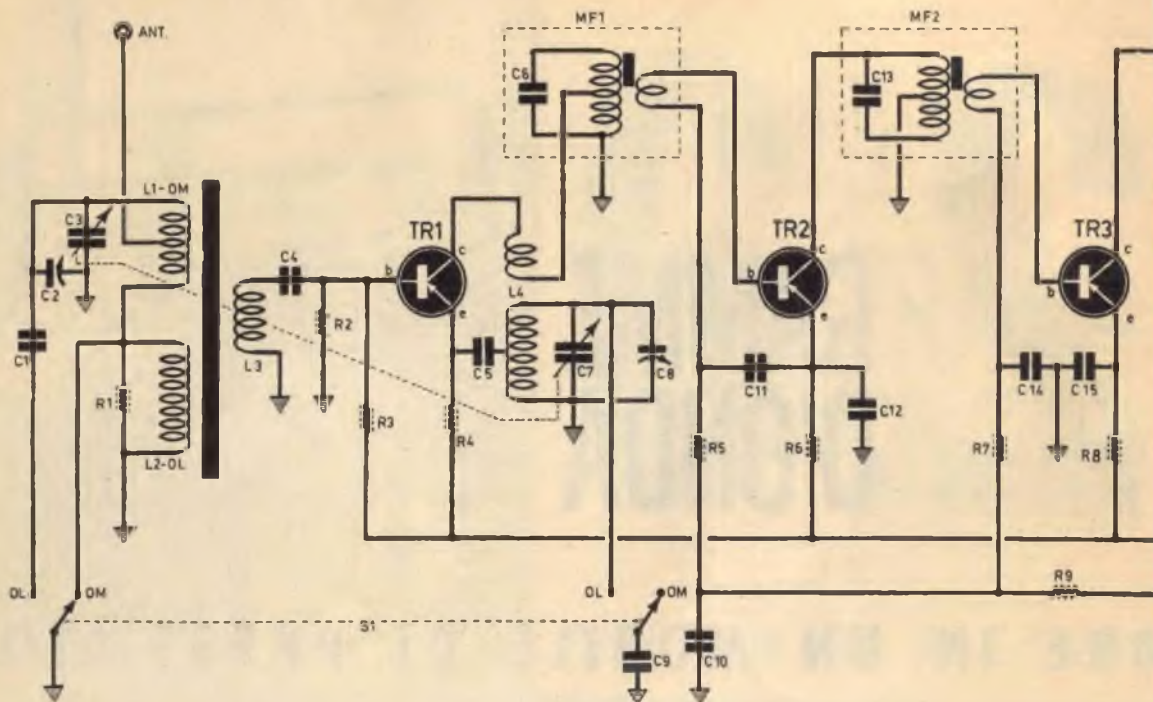 MF1
MF2
ANT.
C6
C13
L1-OM
C3
TR1
TR2
TR3
c
c
c
C4
b
b
b
C2
L4
e
e
e
R2
C1
L3
C5
C7
C8
C11
C14
C15
R1
C12
R3
R4
R5
R6
R7
R8
L2-OL
R9
OL
OM
OL
OM
S1
C9
C10